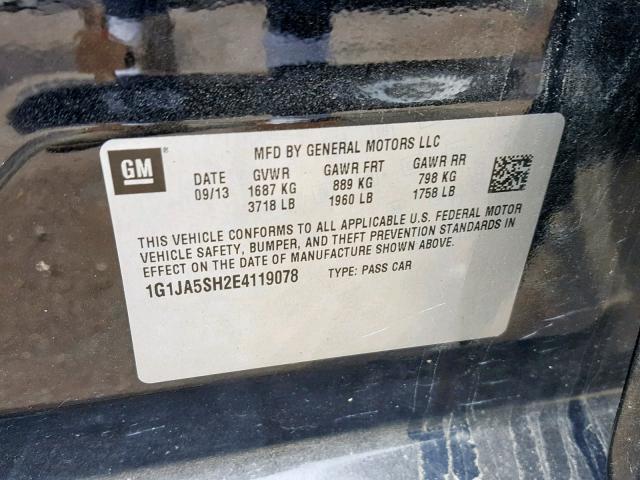 GM ®
MFD BY GENERAL MOTORS LLC
DATE GVWR GAWR FRT GAWR RR
09/13 1687 KG 889 KG 798 KG
3718 LB 1960 LB 1758 LB
THIS VEHICLE CONFORMS TO ALL APPLICABLE U.S. FEDERAL MOTOR
VEHICLE SAFETY, BUMPER, AND THEFT PREVENTION STANDARDS IN
EFFECT ON THE DATE OF MANUFACTURE SHOWN ABOVE.
1G1JA5SH2E4119078 TYPE: PASS CAR